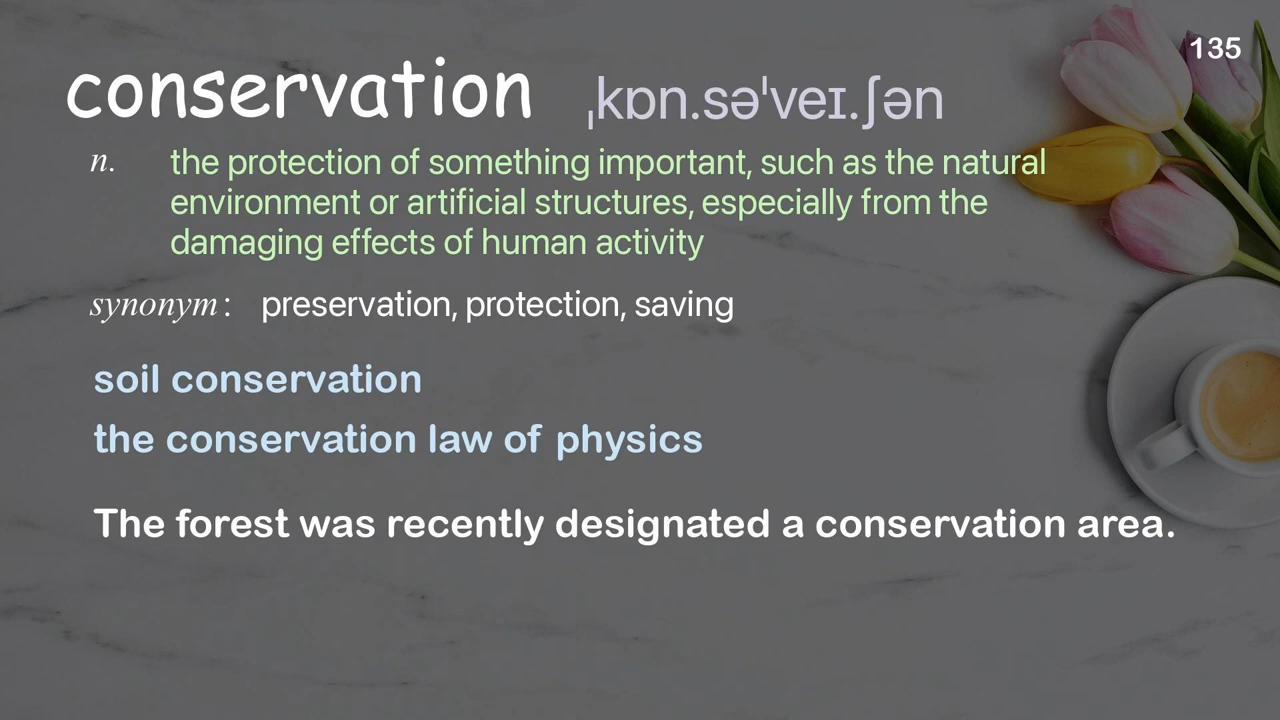 135
conservation ˌkɒn.səˈveɪ.ʃən
n. the protection of something important, such as the natural
environment or artificial structures, especially from the
damaging effects of human activity
synonym: preservation, protection, saving
soil conservation
the conservation law of physics
The forest was recently designated a conservation area.